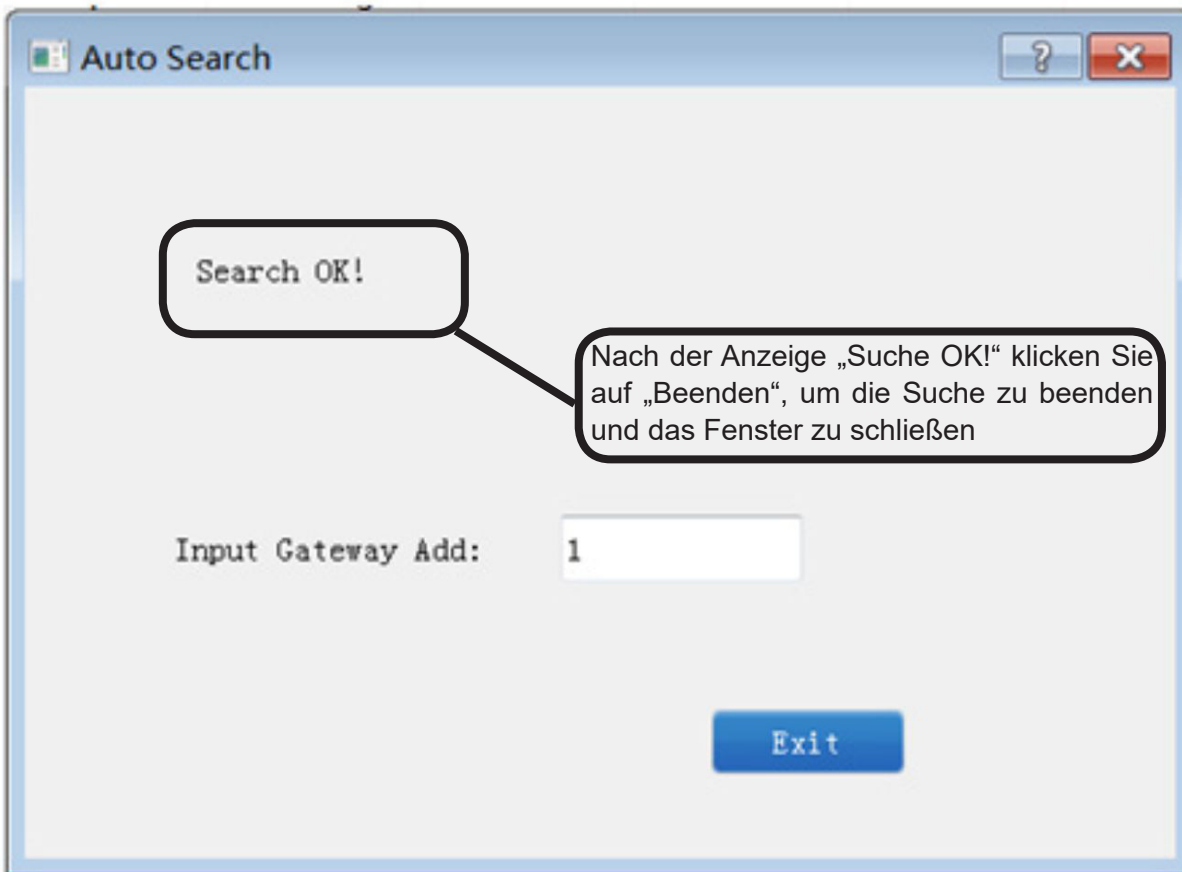 Auto Search
Search OK!
Nach der Anzeige „Suche OK!“ klicken Sie
auf „Beenden“, um die Suche zu beenden
und das Fenster zu schließen
Input Gateway Add:
1
Exit